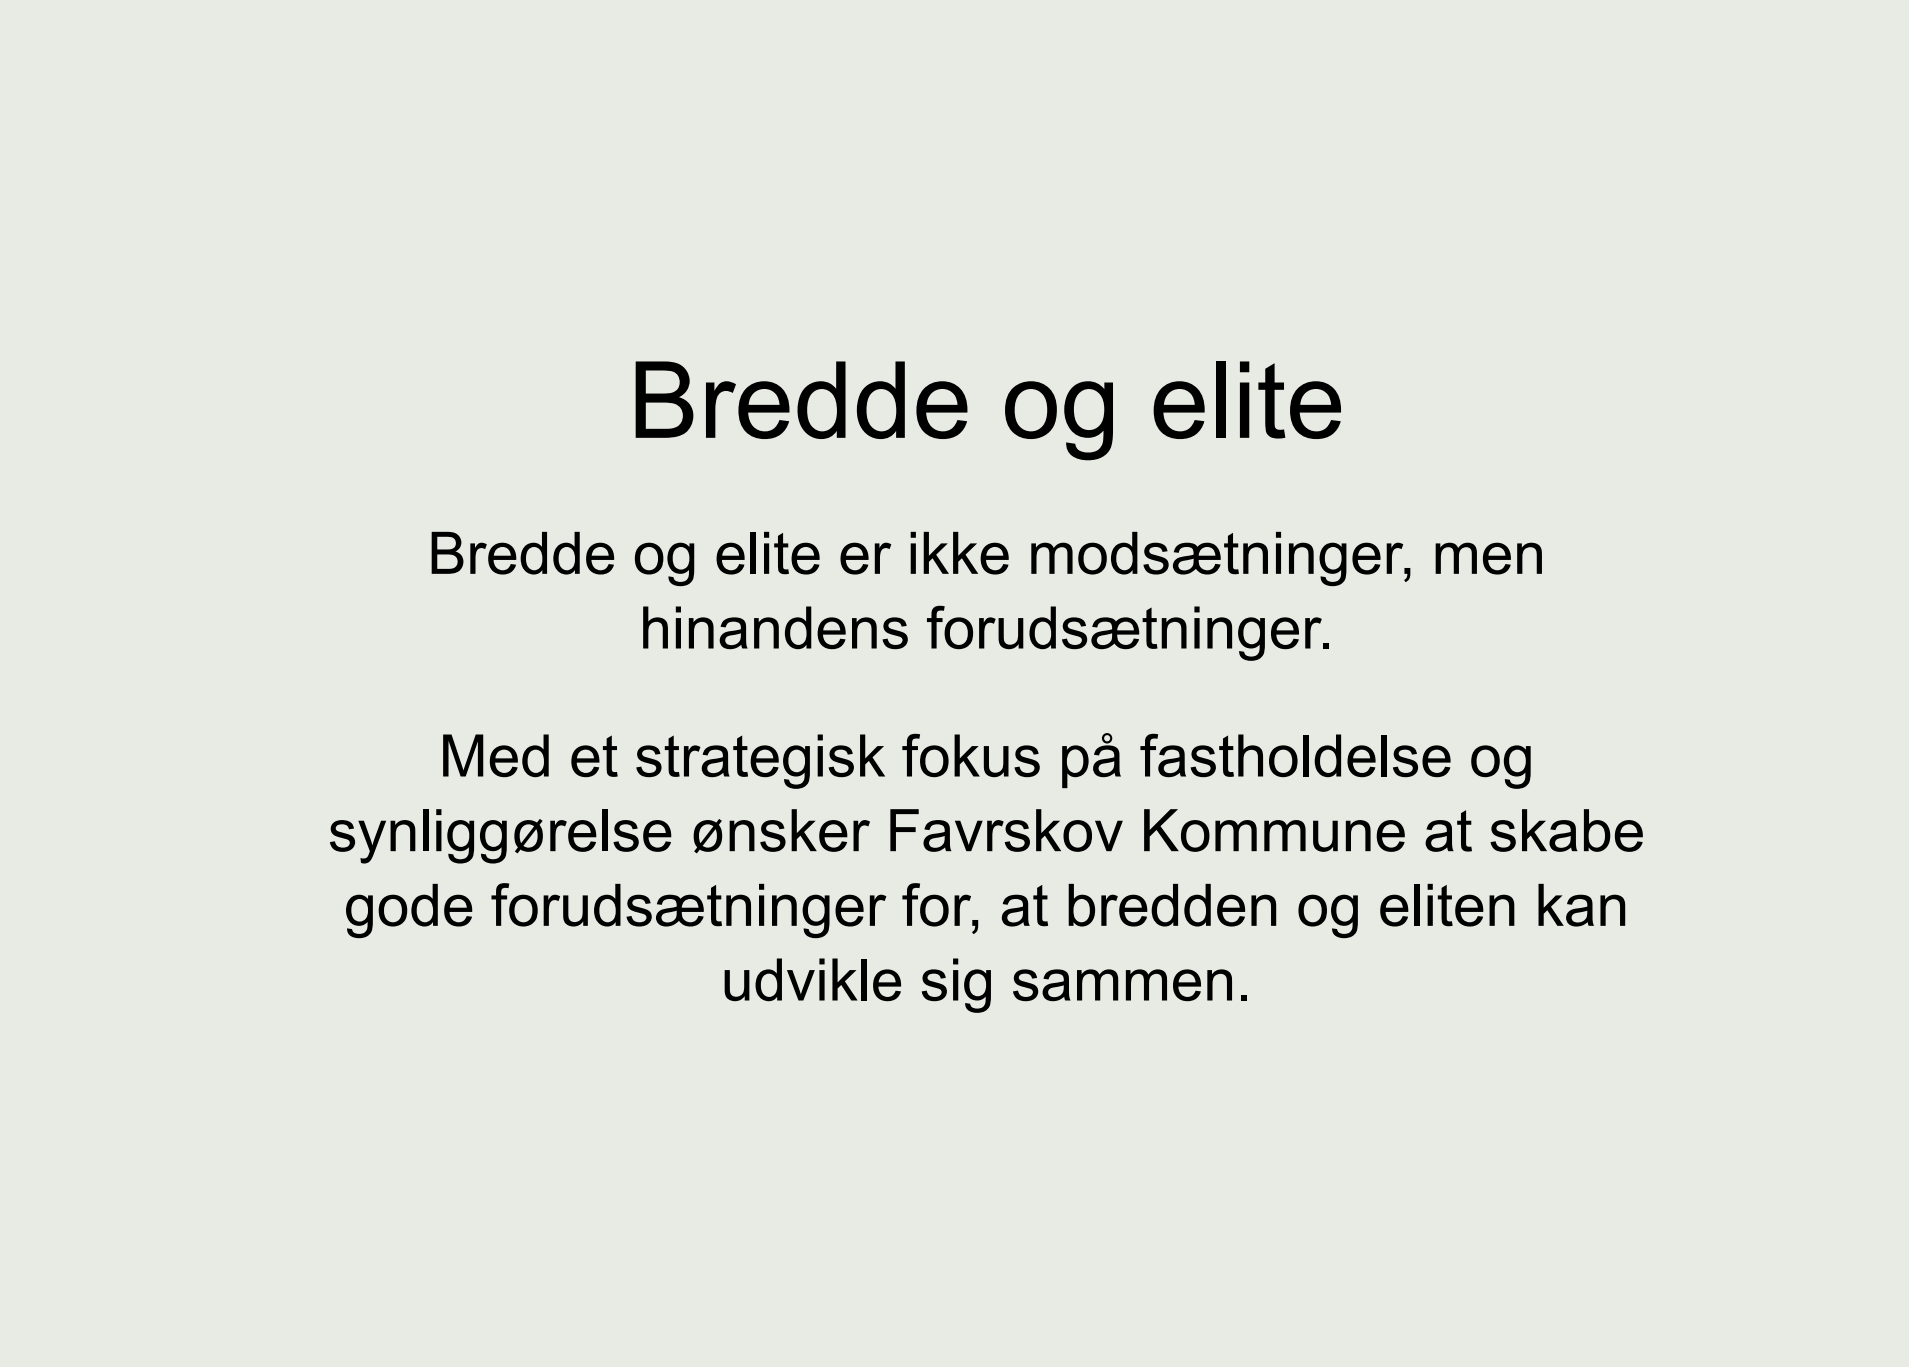 Bredde og elite
Bredde og elite er ikke modsætninger, men
hinandens forudsætninger.
Med et strategisk fokus på fastholdelse og
synliggørelse ønsker Favrskov Kommune at skabe
gode forudsætninger for, at bredden og eliten kan
udvikle sig sammen.